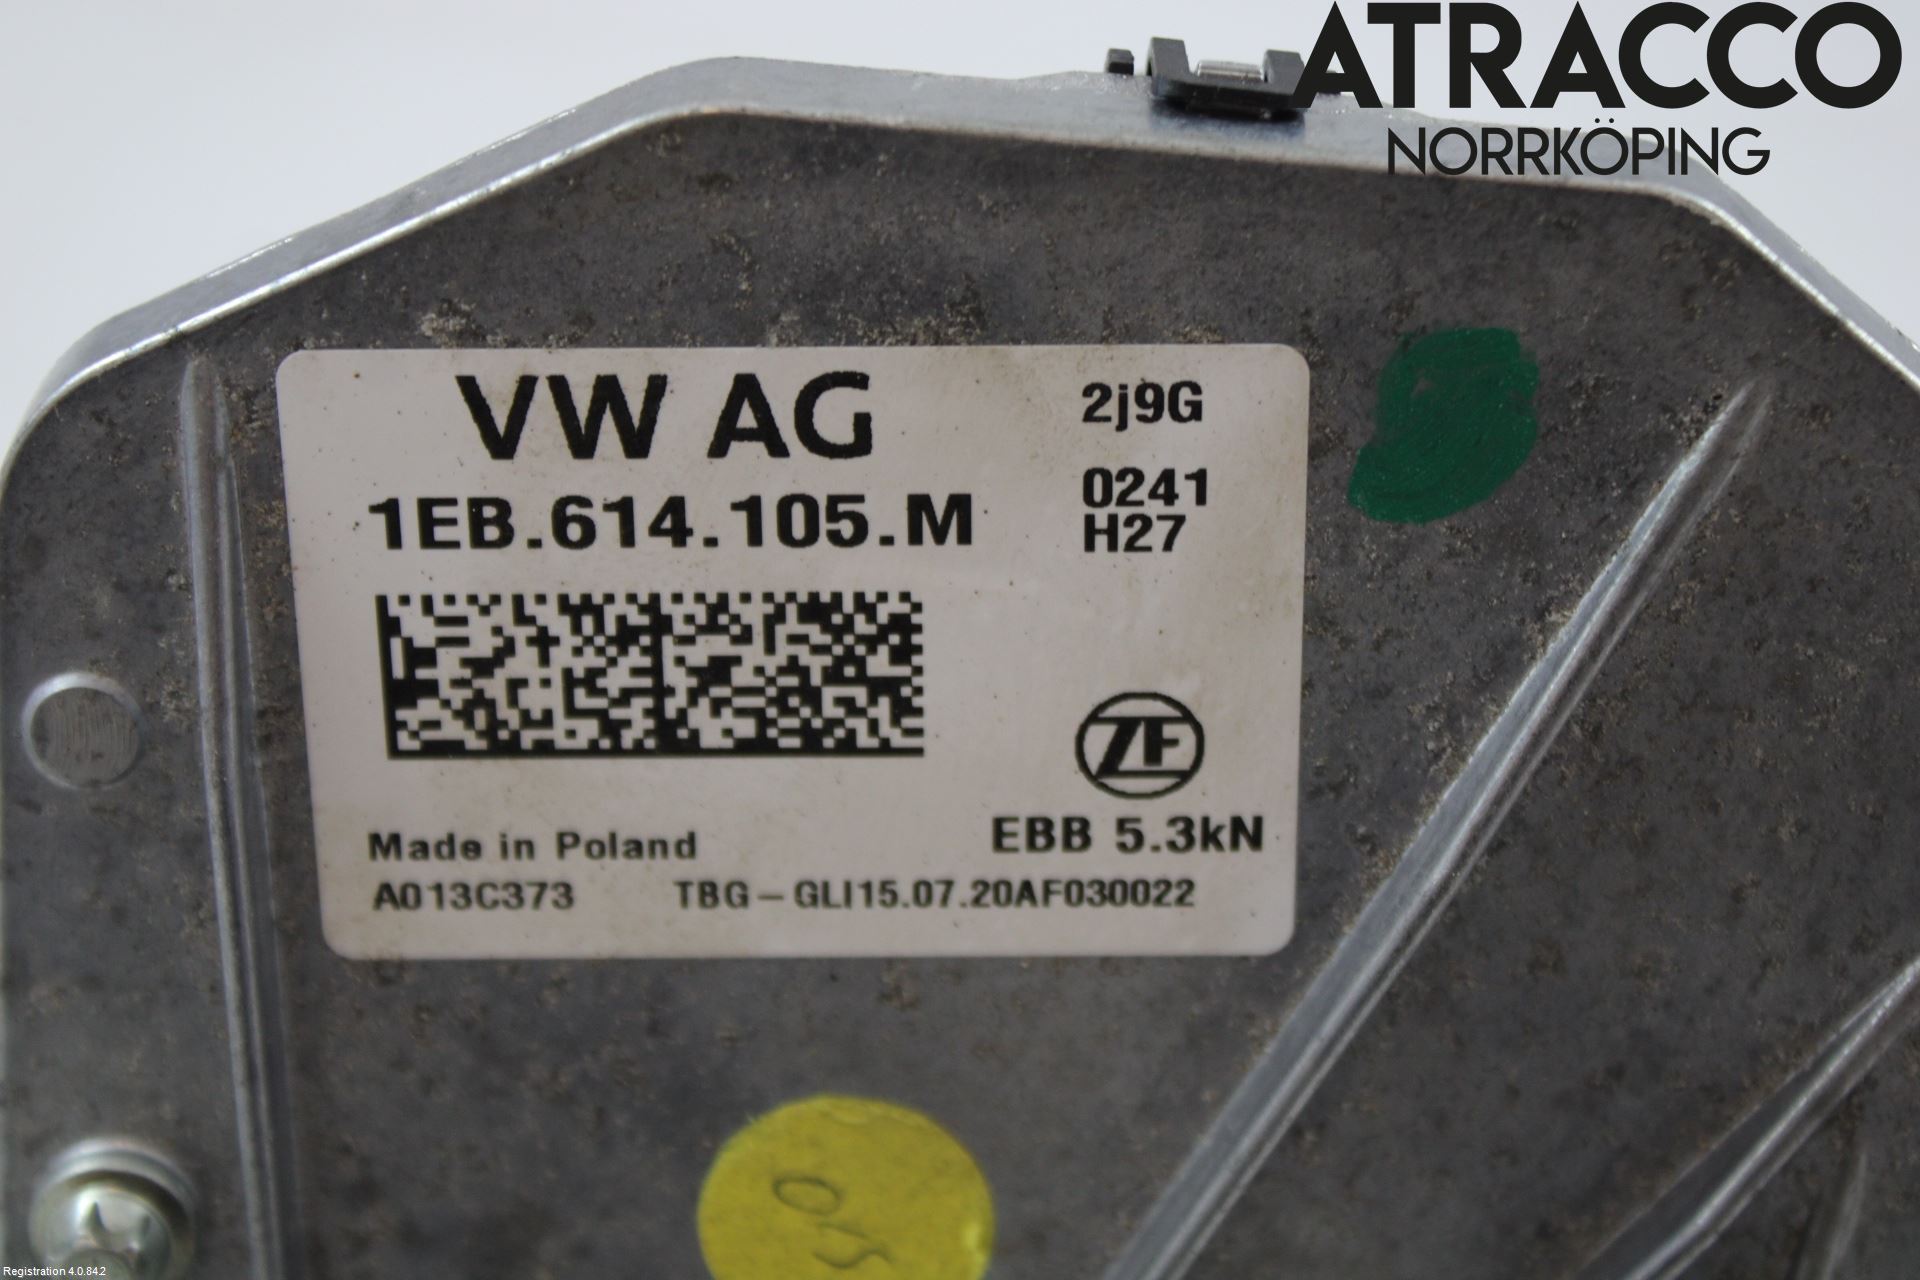 ATRACCO
NORRKÖPING
VW AG
2j9G
1EB.614.105.M
0241
H27
ZF
EBB 5.3kN
Made in Poland
A013C373 TBG-GLI15.07.20AF030022
Registration 4.0.84.2